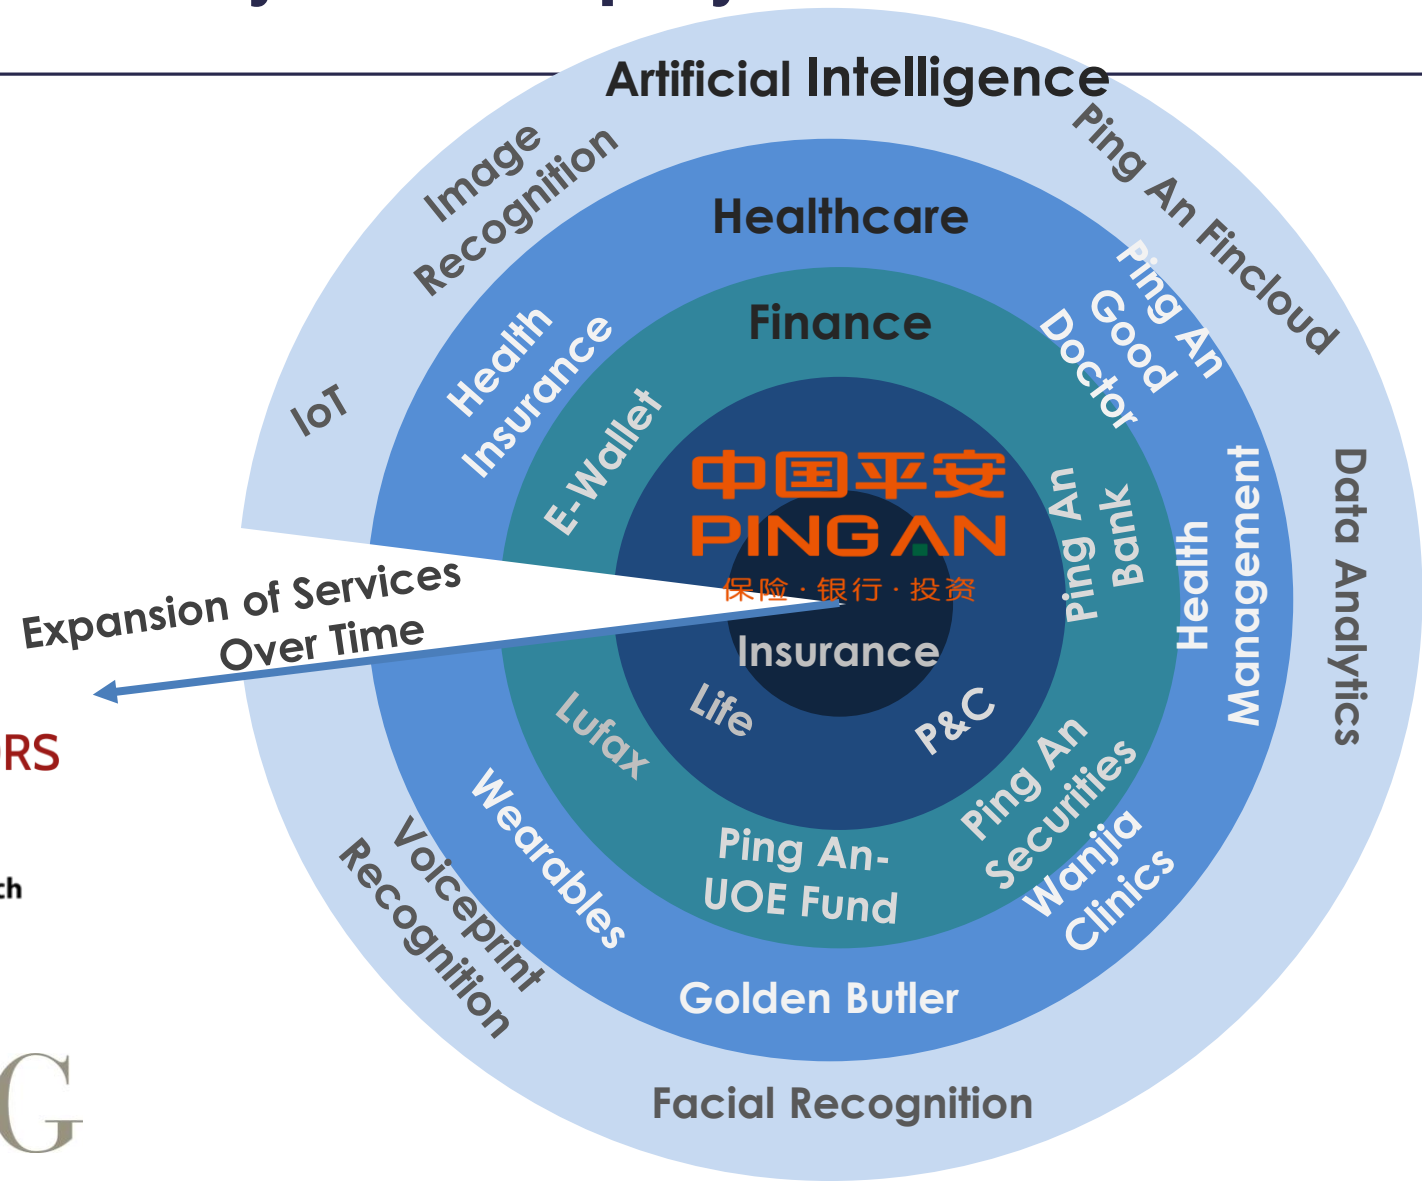 Artificial Intelligence
Image
Recognition
Ping An Fincloud
Healthcare
Ping An
Good
Doctor
Finance
Health
Insurance
IoT
E-Wallet
中国平安
PING AN
保险·银行·投资
Ping An
Bank
Health
Management
Data Analytics
Expansion of Services
Over Time
Insurance
Life
P&C
Lufax
Ping An
Securities
Wearables
Voiceprint
Recognition
Ping An-
UOE Fund
Wanjia
Clinics
Golden Butler
Facial Recognition
RS
th
G